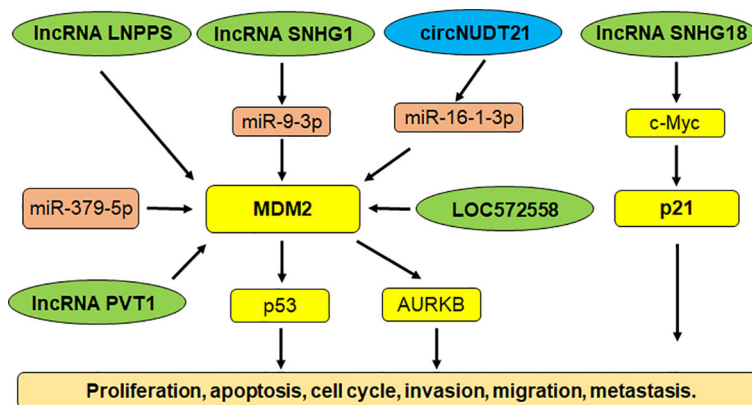 lncRNA LNPPS
lncRNA SNHG1
circNUDT21
lncRNA SNHG18
miR-9-3p
miR-16-1-3p
c-Myc
miR-379-5p
MDM2
LOC572558
p21
lncRNA PVT1
p53
AURKB
Proliferation, apoptosis, cell cycle, invasion, migration, metastasis.